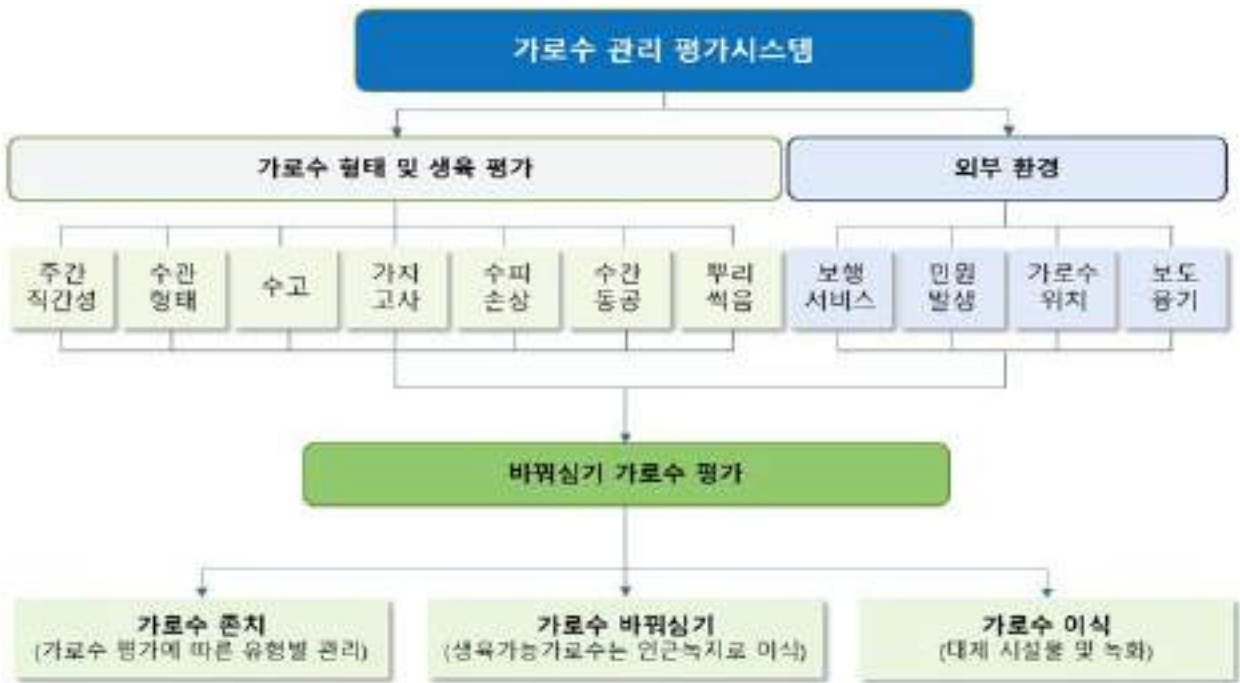 가로수 관리 평가시스템
가로수 형태 및 생육 평가
외부 환경
주간
직간성
수관
형태
수고
가지
고사
수피
손상
수간
동공
뿌리
썩음
보행
서비스
민원
발생
가로수
위치
보도
융기
바꿔심기 가로수 평가
가로수 존치
(가로수 평가에 따른 유형별 관리)
가로수 바꿔심기
(생육가능가로수는 인근녹지로 이식)
가로수 이식
(대체 시설물 및 녹화)